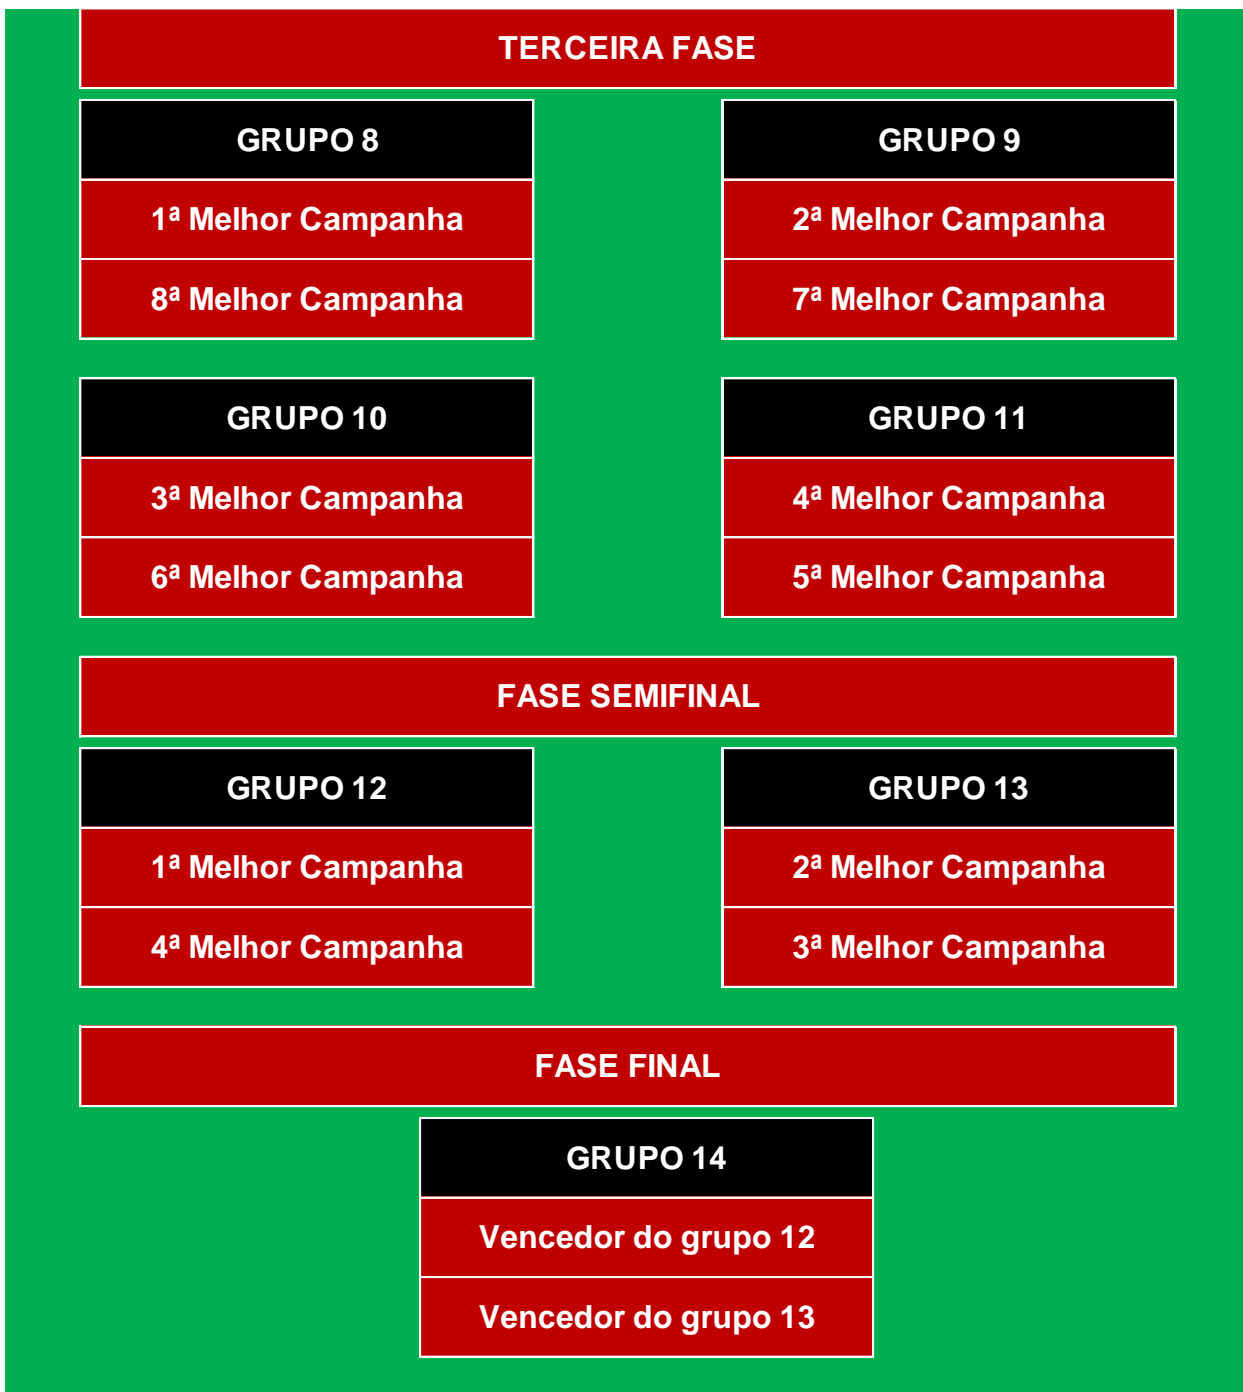 TERCEIRA FASE
GRUPO 8
1ª Melhor Campanha
8ª Melhor Campanha
GRUPO 9
2ª Melhor Campanha
7ª Melhor Campanha
GRUPO 10
3ª Melhor Campanha
6ª Melhor Campanha
GRUPO 11
4ª Melhor Campanha
5ª Melhor Campanha
FASE SEMIFINAL
GRUPO 12
1ª Melhor Campanha
4ª Melhor Campanha
GRUPO 13
2ª Melhor Campanha
3ª Melhor Campanha
FASE FINAL
GRUPO 14
Vencedor do grupo 12
Vencedor do grupo 13